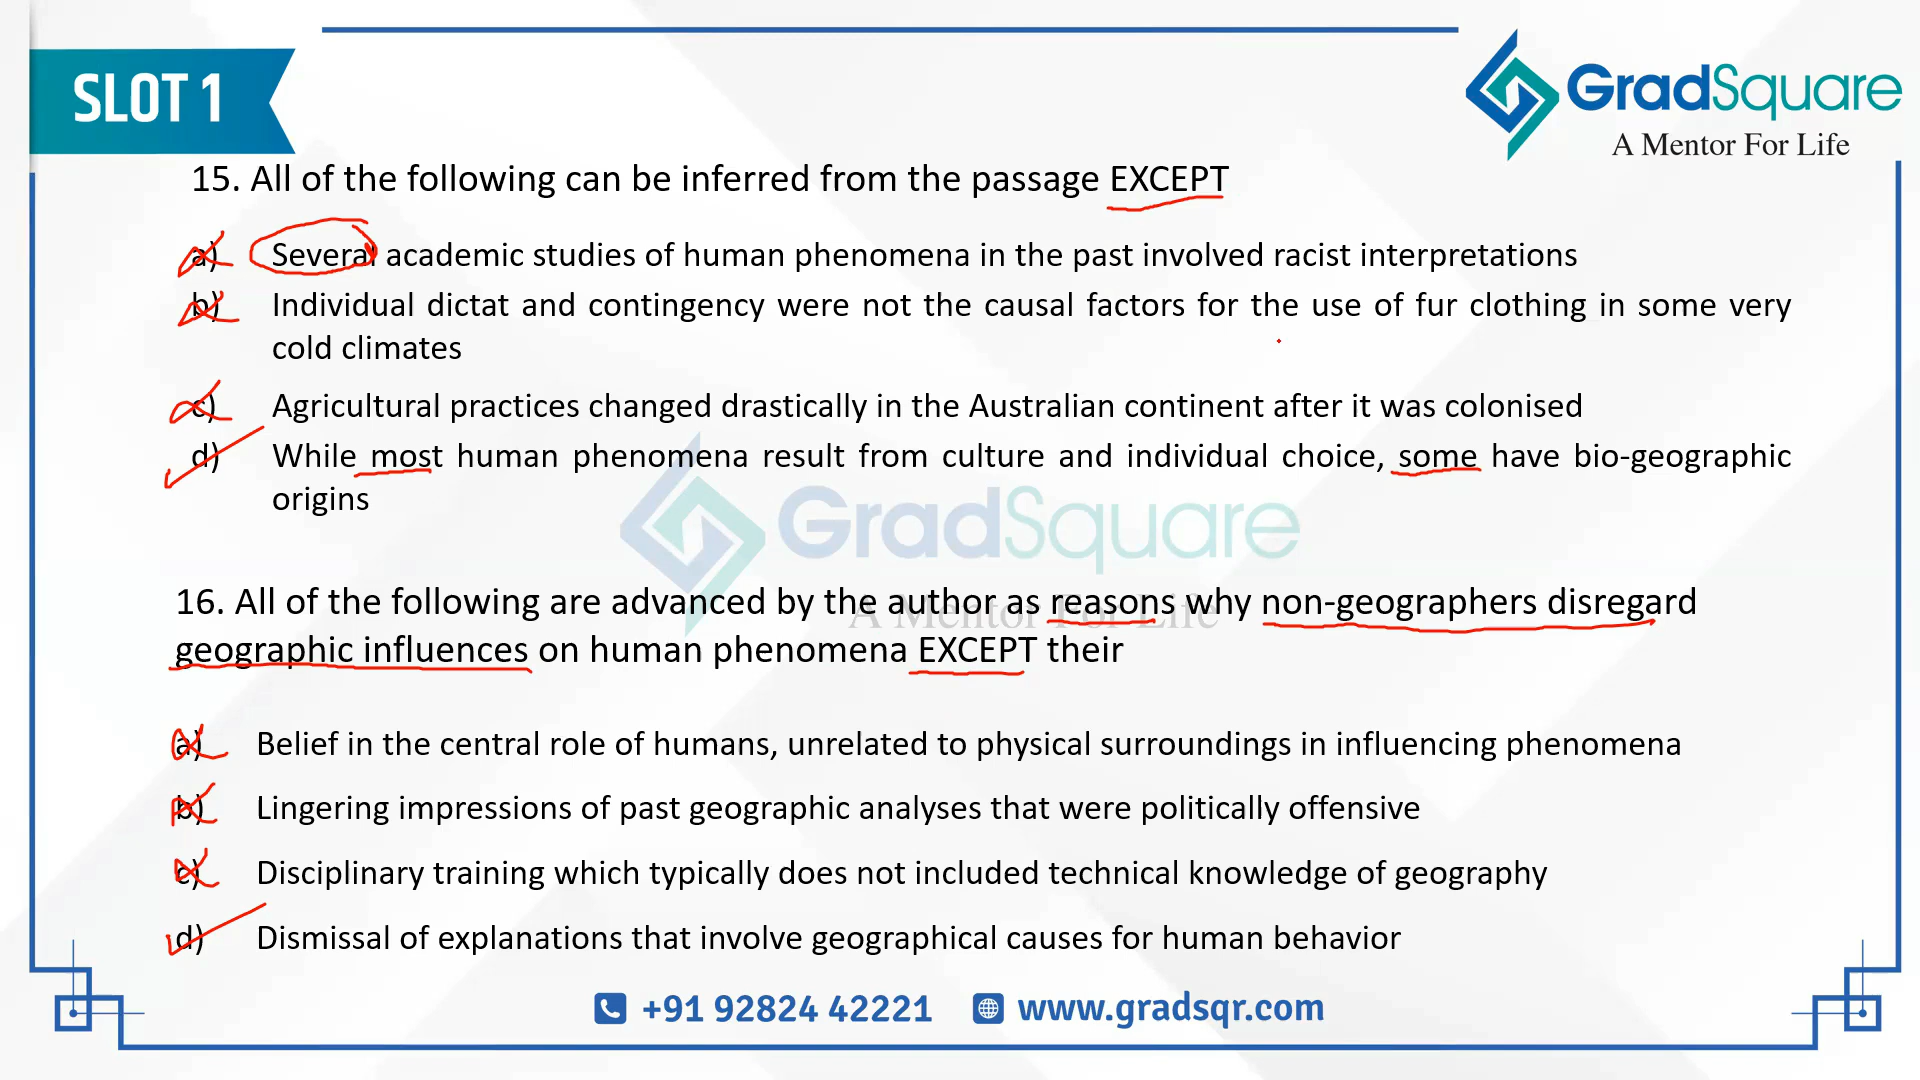 SLOT 1
GradSquare
A Mentor For Life
15. All of the following can be inferred from the passage EXCEPT
a) Several academic studies of human phenomena in the past involved racist interpretations
b) Individual dictat and contingency were not the causal factors for the use of fur clothing in some very
cold climates
c) Agricultural practices changed drastically in the Australian continent after it was colonised
d) While most human phenomena result from culture and individual choice, some have bio-geographic
origins
GradSquare
A Mentor For Life
16. All of the following are advanced by the author as reasons why non-geographers disregard
geographic influences on human phenomena EXCEPT their
a) Belief in the central role of humans, unrelated to physical surroundings in influencing phenomena
b) Lingering impressions of past geographic analyses that were politically offensive
c) Disciplinary training which typically does not included technical knowledge of geography
d) Dismissal of explanations that involve geographical causes for human behavior
+91 92824 42221 www.gradsqr.com